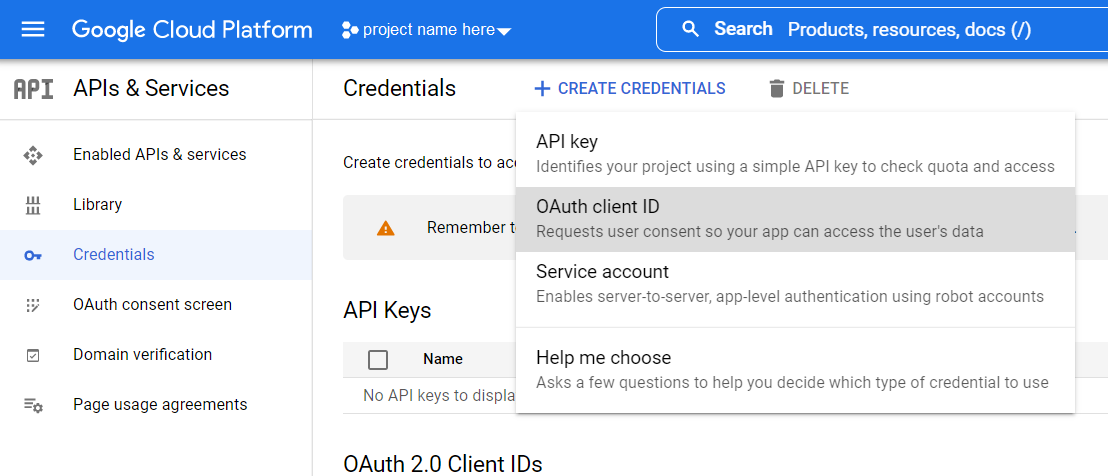 Google Cloud Platform
project name here
Search Products, resources, docs (/)
API
APIs & Services
Credentials
CREATE CREDENTIALS
DELETE
Enabled APIs & services
Library
Credentials
OAuth consent screen
Domain verification
Page usage agreements
Create credentials to
API key
Identifies your project using a simple API key to check quota and access
OAuth client ID
Requests user consent so your app can access the user's data
Service account
Enables server-to-server, app-level authentication using robot accounts
Help me choose
Asks a few questions to help you decide which type of credential to use
Remember
API Keys
Name
No API keys to
OAuth 2.0 Client IDs